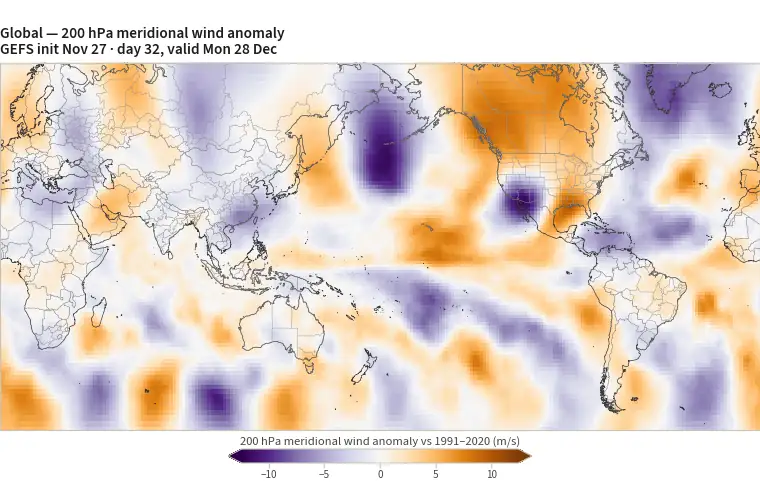 Global — 200 hPa meridional wind anomaly
GEFS init Nov 27 · day 32, valid Mon 28 Dec
200 hPa meridional wind anomaly vs 1991–2020 (m/s)
−10 −5 0 5 10